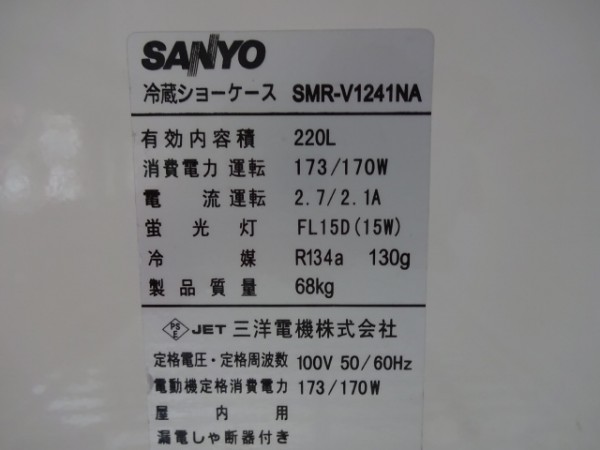 SANYO
冷蔵ショーケース SMR-V1241NA
有効内容積 220L
消費電力 運転 173/170W
電流 運転 2.7/2.1A
蛍光灯 FL15D(15W)
冷媒 R134a 130g
製品質量 68kg
PSE JET 三洋電機株式会社
定格電圧・定格周波数 100V 50/60Hz
電動機定格消費電力 173/170W
屋内用
漏電しゃ断器付き